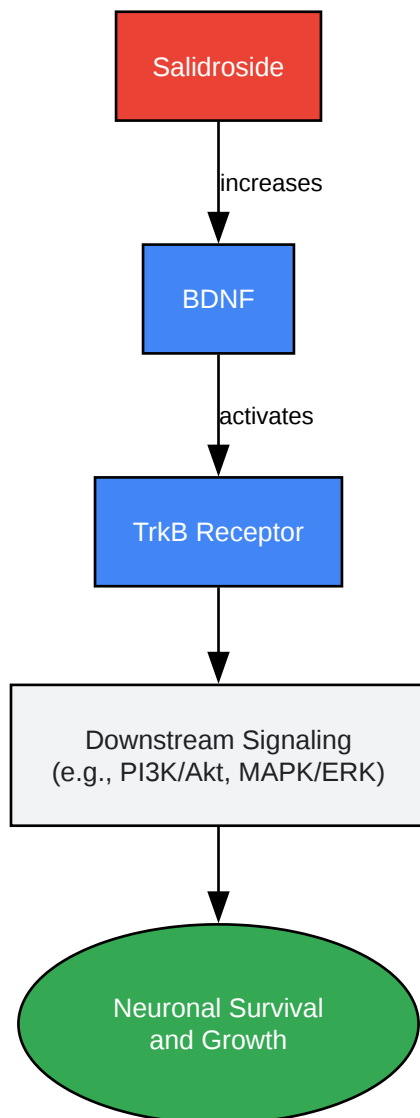 Salidroside
increases
BDNF
activates
TrkB Receptor
Downstream Signaling
(e.g., PI3K/Akt, MAPK/ERK)
Neuronal Survival
and Growth